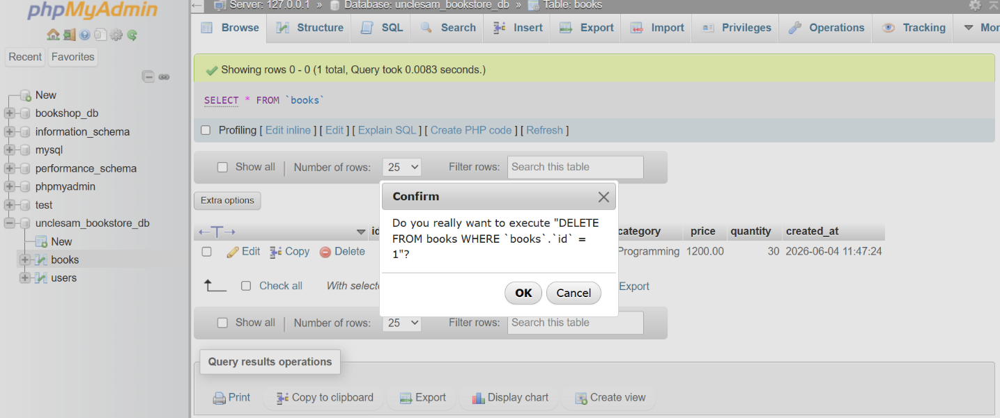 phpMyAdmin
Recent Favorites
New
bookshop_db
information_schema
mysql
performance_schema
phpmyadmin
test
unclesam_bookstore_db
New
books
users
Server: 127.0.0.1 » Database: unclesam_bookstore_db » Table: books
Browse Structure SQL Search Insert Export Import Privileges Operations Tracking Mor
Showing rows 0 - 0 (1 total, Query took 0.0083 seconds.)
SELECT * FROM `books`
Profiling [ Edit inline ] [ Edit ] [ Explain SQL ] [ Create PHP code ] [ Refresh ]
Show all | Number of rows: 25 Filter rows: Search this table
Extra options
Confirm
Do you really want to execute "DELETE
FROM books WHERE `books`.`id` =
1"?
OK Cancel
←T→ id category price quantity created_at
Edit Copy Delete Programming 1200.00 30 2026-06-04 11:47:24
Check all With selecte Export
Show all | Number of rows: 25 Filter rows: Search this table
Query results operations
Print Copy to clipboard Export Display chart Create view